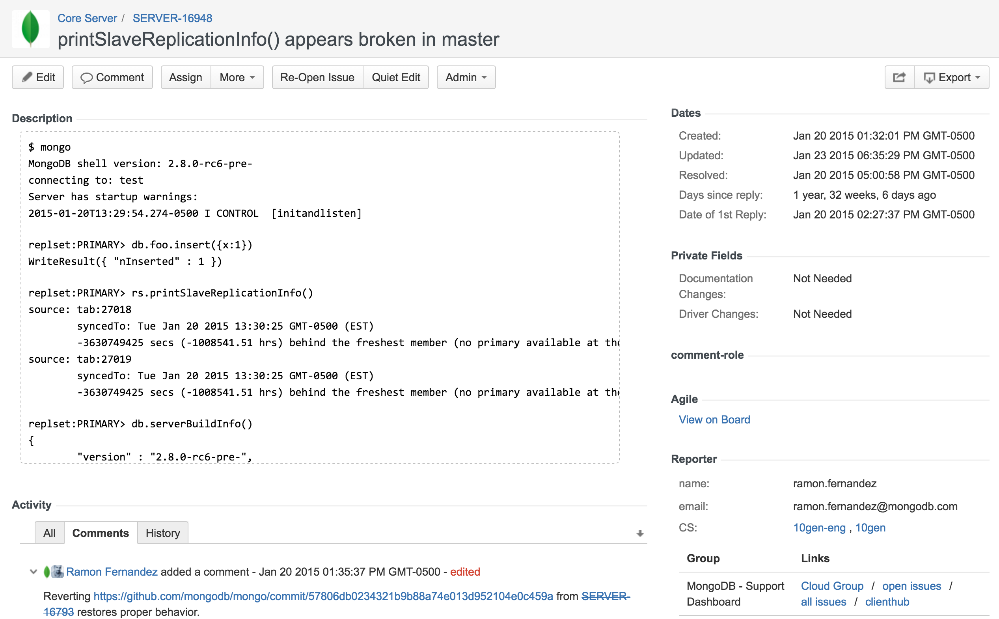 Core Server / SERVER-16948
printSlaveReplicationInfo() appears broken in master
Edit Comment Assign More Re-Open Issue Quiet Edit Admin Export
Description
$ mongo
MongoDB shell version: 2.8.0-rc6-pre-
connecting to: test
Server has startup warnings:
2015-01-20T13:29:54.274-0500 I CONTROL  [initandlisten]
replset:PRIMARY> db.foo.insert({x:1})
WriteResult({ "nInserted" : 1 })
replset:PRIMARY> rs.printSlaveReplicationInfo()
source: tab:27018
syncedTo: Tue Jan 20 2015 13:30:25 GMT-0500 (EST)
-3630749425 secs (-1008541.51 hrs) behind the freshest member (no primary available at the
source: tab:27019
syncedTo: Tue Jan 20 2015 13:30:25 GMT-0500 (EST)
-3630749425 secs (-1008541.51 hrs) behind the freshest member (no primary available at the
replset:PRIMARY> db.serverBuildInfo()
{
"version" : "2.8.0-rc6-pre-",
Activity
All Comments History
Ramon Fernandez added a comment - Jan 20 2015 01:35:37 PM GMT-0500 - edited
Reverting https://github.com/mongodb/mongo/commit/57806db0234321b9b88a74e013d952104e0c459a from SERVER-
16793 restores proper behavior.
Dates
Created: Jan 20 2015 01:32:01 PM GMT-0500
Updated: Jan 23 2015 06:35:29 PM GMT-0500
Resolved: Jan 20 2015 05:00:58 PM GMT-0500
Days since reply: 1 year, 32 weeks, 6 days ago
Date of 1st Reply: Jan 20 2015 02:27:37 PM GMT-0500
Private Fields
Documentation Not Needed
Changes:
Driver Changes: Not Needed
comment-role
Agile
View on Board
Reporter
name: ramon.fernandez
email: ramon.fernandez@mongodb.com
CS: 10gen-eng , 10gen
Group Links
MongoDB - Support Cloud Group / open issues /
Dashboard all issues / clienthub